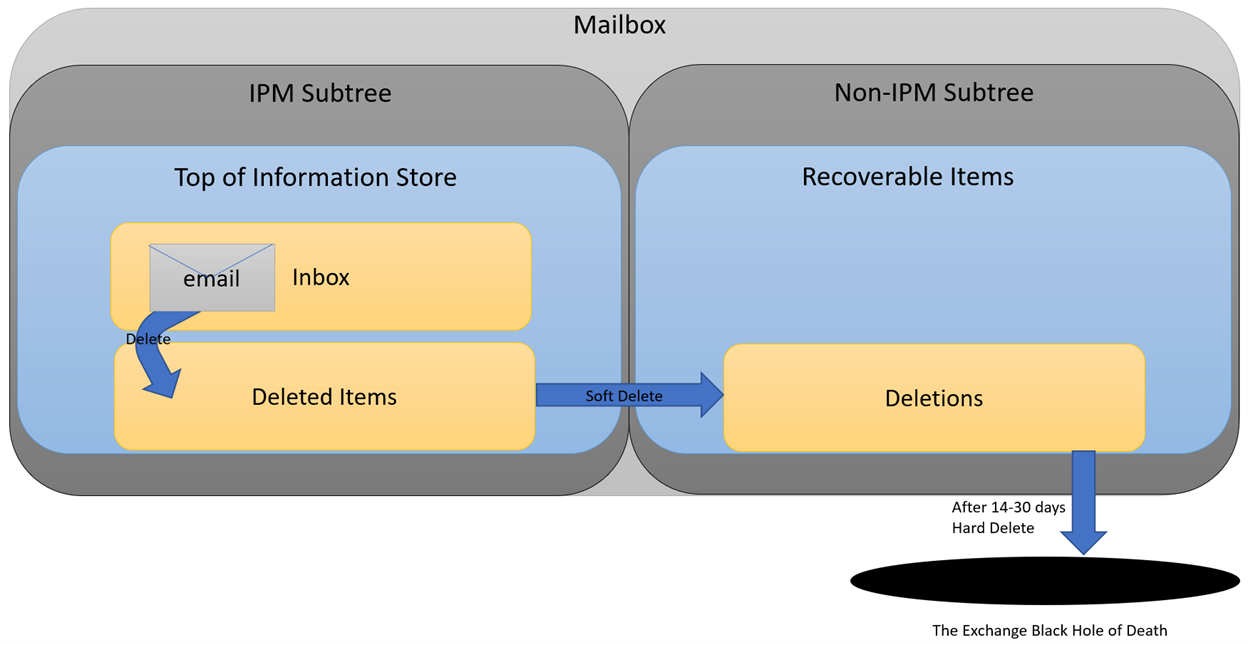 Mailbox
IPM Subtree
Non-IPM Subtree
Top of Information Store
Recoverable Items
email
Inbox
Delete
Deleted Items
Soft Delete
Deletions
After 14-30 days
Hard Delete
The Exchange Black Hole of Death